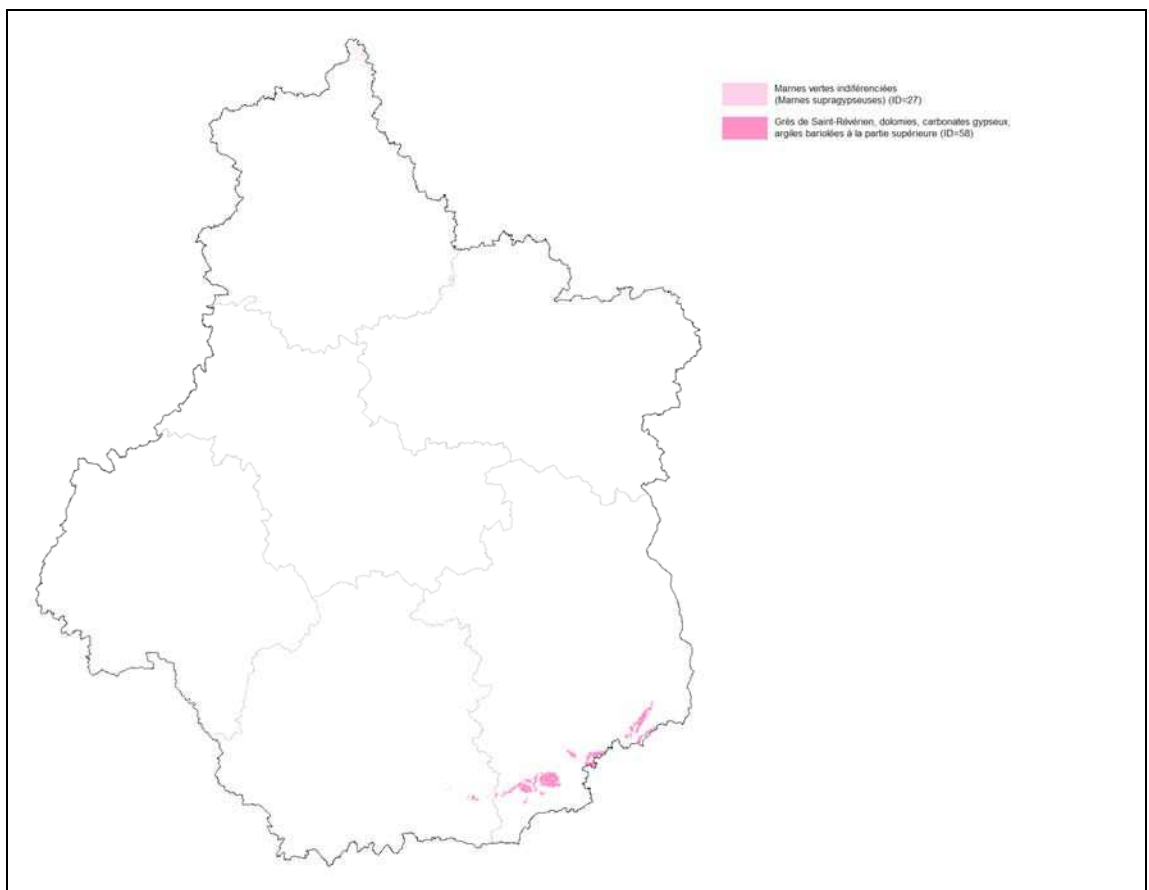 Marnes vertes indiférenciées
(Marnes supragypseuses) (ID=27)
Grès de Saint-Révérien, dolomies, carbonates gypseux,
argiles bariolées à la partie supérieure (ID=58)